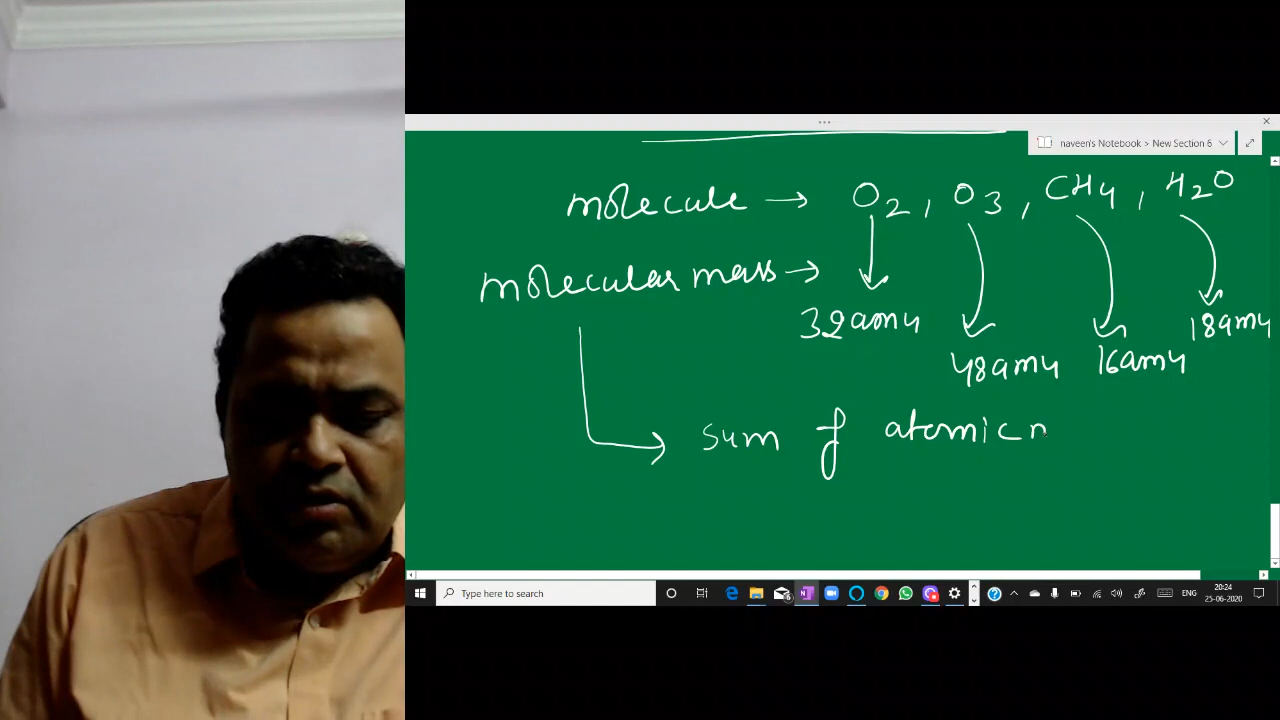 naveen's Notebook > New Section 6
molecule → O2, O3, CH4, H2O
molecular mass →
32amu
48amu 16amu 18amu
sum of atomic m
Type here to search
ENG
20:24
25-06-2020